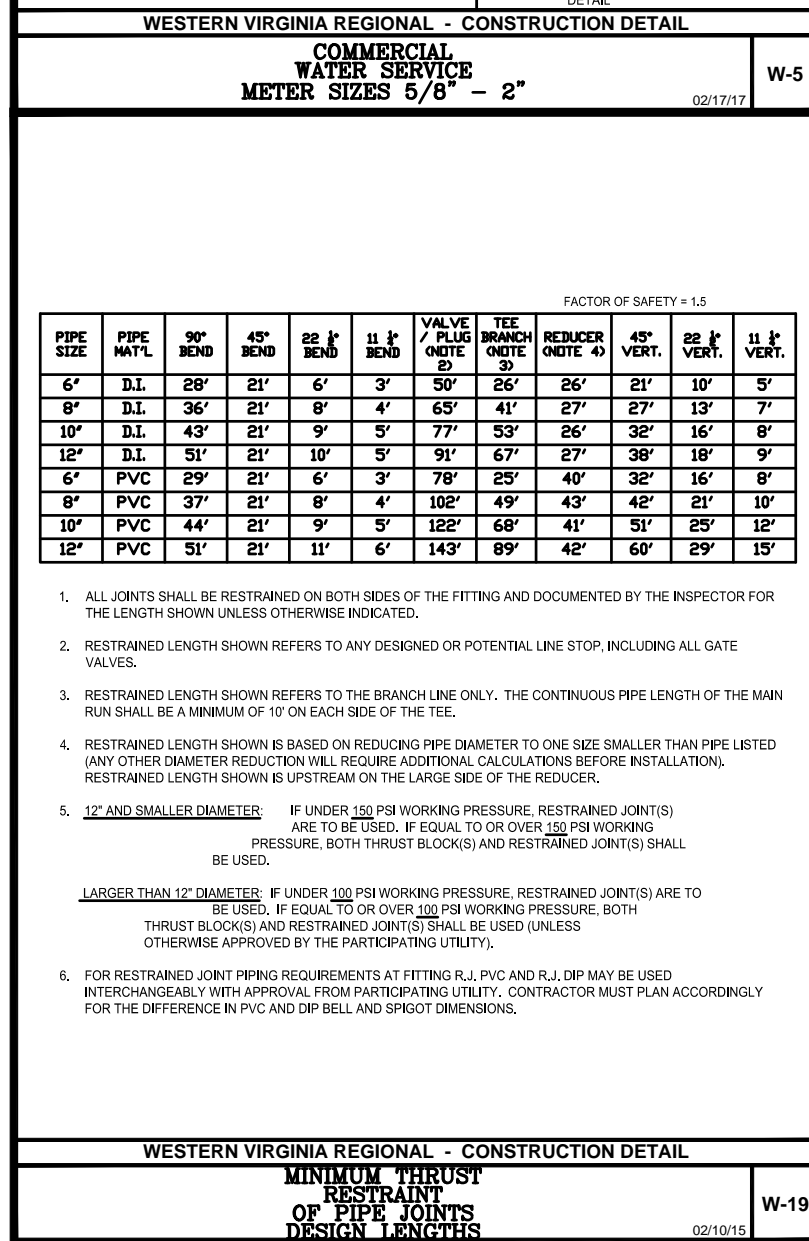 DETAIL
WESTERN VIRGINIA REGIONAL - CONSTRUCTION DETAIL
COMMERCIAL
WATER SERVICE
METER SIZES 5/8" - 2"
02/17/17
W-5
FACTOR OF SAFETY = 1.5
PIPE SIZE | PIPE MAT'L | 90° BEND | 45° BEND | 22 ½° BEND | 11 ¼° BEND | VALVE / PLUG (NOTE 2) | TEE BRANCH (NOTE 3) | REDUCER (NOTE 4) | 45° VERT. | 22 ½° VERT. | 11 ¼° VERT.
6" D.I. 28' 21' 6' 3' 50' 26' 26' 21' 10' 5'
8" D.I. 36' 21' 8' 4' 65' 41' 27' 27' 13' 7'
10" D.I. 43' 21' 9' 5' 77' 53' 26' 32' 16' 8'
12" D.I. 51' 21' 10' 5' 91' 67' 27' 38' 18' 9'
6" PVC 29' 21' 6' 3' 78' 25' 40' 32' 16' 8'
8" PVC 37' 21' 8' 4' 102' 49' 43' 42' 21' 10'
10" PVC 44' 21' 9' 5' 122' 68' 41' 51' 25' 12'
12" PVC 51' 21' 11' 6' 143' 89' 42' 60' 29' 15'
1. ALL JOINTS SHALL BE RESTRAINED ON BOTH SIDES OF THE FITTING AND DOCUMENTED BY THE INSPECTOR FOR
THE LENGTH SHOWN UNLESS OTHERWISE INDICATED.
2. RESTRAINED LENGTH SHOWN REFERS TO ANY DESIGNED OR POTENTIAL LINE STOP, INCLUDING ALL GATE
VALVES.
3. RESTRAINED LENGTH SHOWN REFERS TO THE BRANCH LINE ONLY. THE CONTINUOUS PIPE LENGTH OF THE MAIN
RUN SHALL BE A MINIMUM OF 10' ON EACH SIDE OF THE TEE.
4. RESTRAINED LENGTH SHOWN IS BASED ON REDUCING PIPE DIAMETER TO ONE SIZE SMALLER THAN PIPE LISTED
(ANY OTHER DIAMETER REDUCTION WILL REQUIRE ADDITIONAL CALCULATIONS BEFORE INSTALLATION).
RESTRAINED LENGTH SHOWN IS UPSTREAM ON THE LARGE SIDE OF THE REDUCER.
5. 12" AND SMALLER DIAMETER: IF UNDER 150 PSI WORKING PRESSURE, RESTRAINED JOINT(S)
ARE TO BE USED. IF EQUAL TO OR OVER 150 PSI WORKING
PRESSURE, BOTH THRUST BLOCK(S) AND RESTRAINED JOINT(S) SHALL
BE USED.
LARGER THAN 12" DIAMETER: IF UNDER 100 PSI WORKING PRESSURE, RESTRAINED JOINT(S) ARE TO
BE USED. IF EQUAL TO OR OVER 100 PSI WORKING PRESSURE, BOTH
THRUST BLOCK(S) AND RESTRAINED JOINT(S) SHALL BE USED (UNLESS
OTHERWISE APPROVED BY THE PARTICIPATING UTILITY).
6. FOR RESTRAINED JOINT PIPING REQUIREMENTS AT FITTING R.J. PVC AND R.J. DIP MAY BE USED
INTERCHANGEABLY WITH APPROVAL FROM PARTICIPATING UTILITY. CONTRACTOR MUST PLAN ACCORDINGLY
FOR THE DIFFERENCE IN PVC AND DIP BELL AND SPIGOT DIMENSIONS.
WESTERN VIRGINIA REGIONAL - CONSTRUCTION DETAIL
MINIMUM THRUST
RESTRAINT
OF PIPE JOINTS
DESIGN LENGTHS
02/10/15
W-19